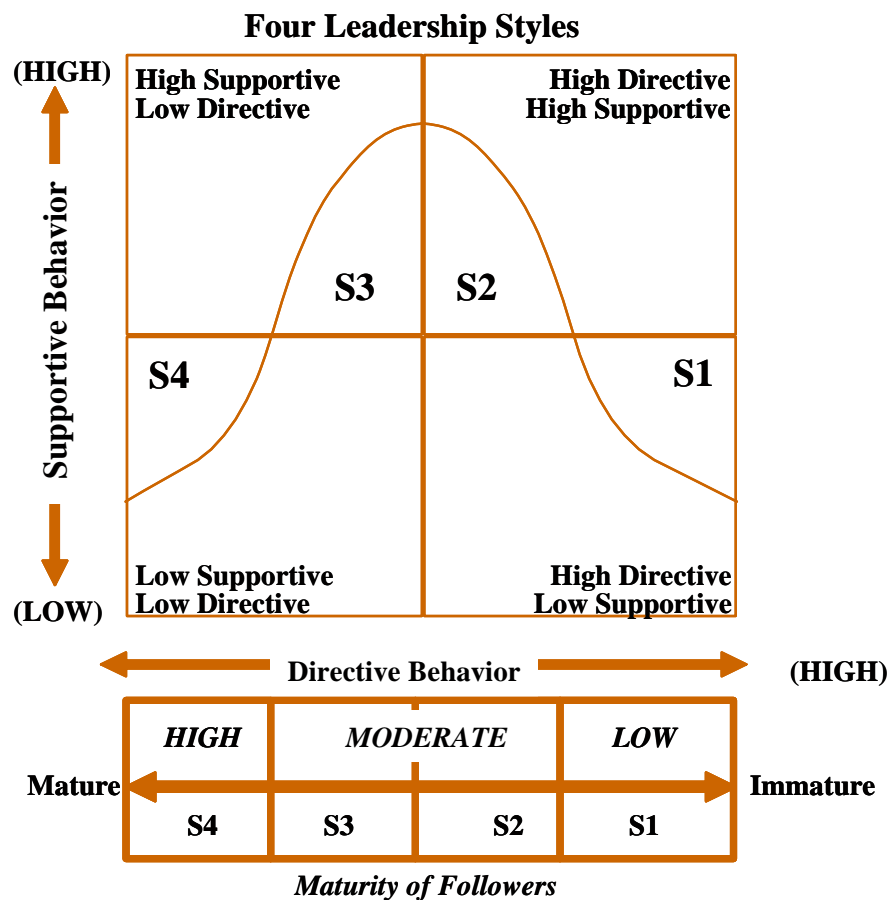 Four Leadership Styles
(HIGH)
High Supportive
Low Directive
High Directive
High Supportive
Supportive Behavior
S3
S2
S4
S1
Low Supportive
Low Directive
High Directive
Low Supportive
(LOW)
Directive Behavior
(HIGH)
HIGH
MODERATE
LOW
Mature
Immature
S4
S3
S2
S1
Maturity of Followers